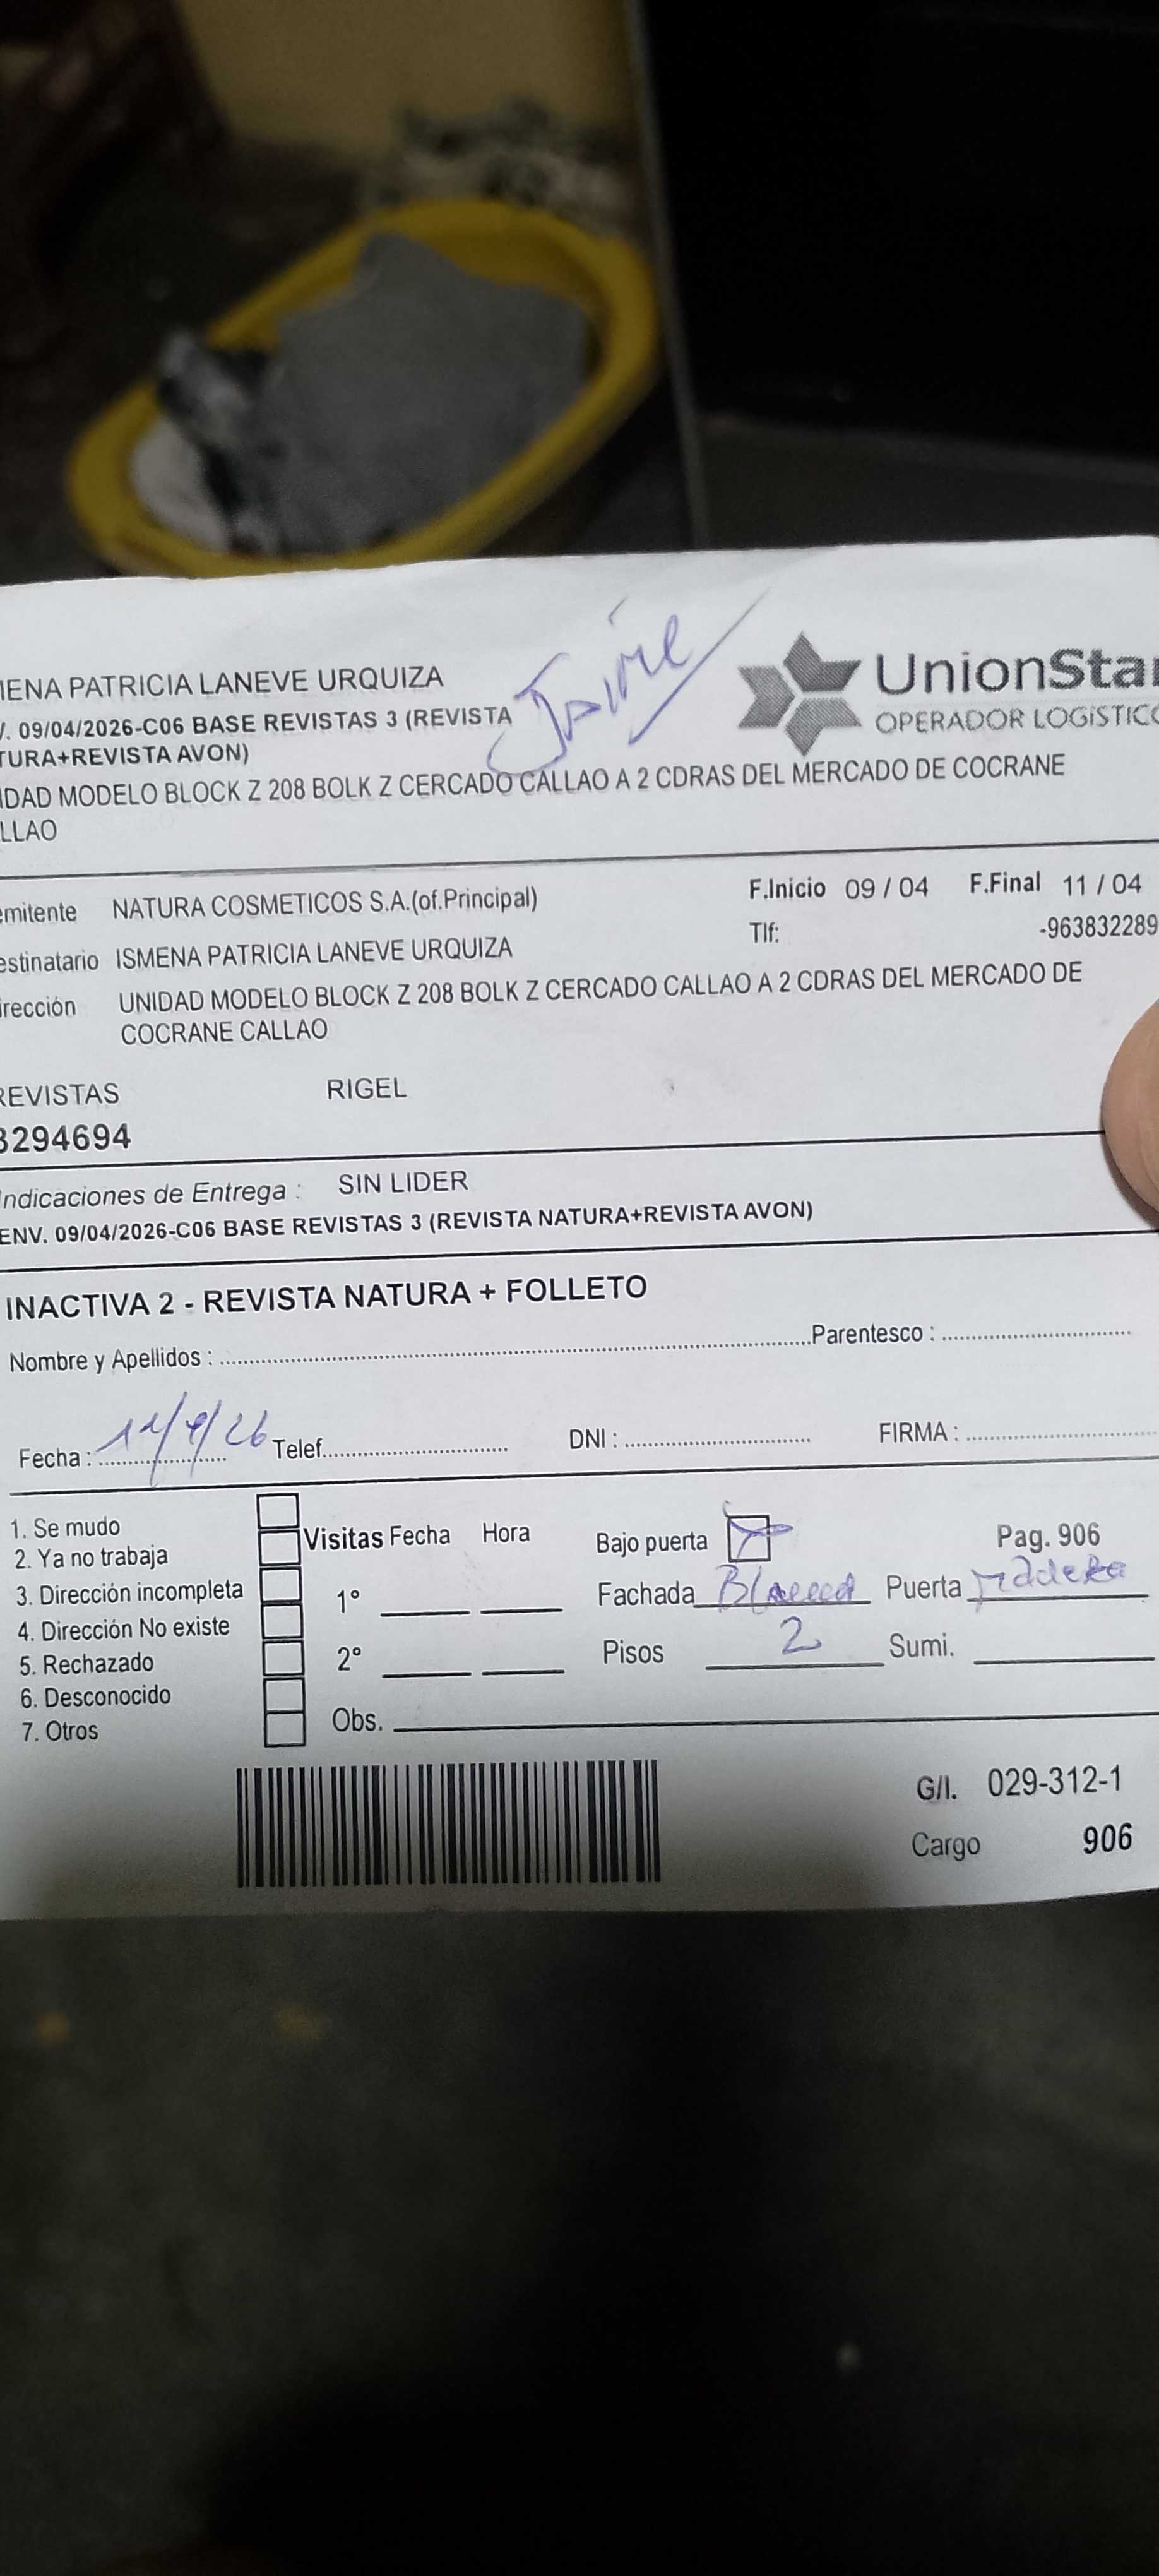 Jaime
MENA PATRICIA LANEVE URQUIZA
UnionStar
V. 09/04/2026-C06 BASE REVISTAS 3 (REVISTA
OPERADOR LOGÍSTICO
TURA+REVISTA AVON)
IDAD MODELO BLOCK Z 208 BOLK Z CERCADO CALLAO A 2 CDRAS DEL MERCADO DE COCRANE
LLAO
emitente NATURA COSMETICOS S.A.(of.Principal) F.Inicio 09 / 04 F.Final 11 / 04
estinatario ISMENA PATRICIA LANEVE URQUIZA Tlf: -963832289
irección UNIDAD MODELO BLOCK Z 208 BOLK Z CERCADO CALLAO A 2 CDRAS DEL MERCADO DE
COCRANE CALLAO
REVISTAS RIGEL
3294694
Indicaciones de Entrega : SIN LIDER
ENV. 09/04/2026-C06 BASE REVISTAS 3 (REVISTA NATURA+REVISTA AVON)
INACTIVA 2 - REVISTA NATURA + FOLLETO
Nombre y Apellidos : Parentesco :
Fecha : /26 Telef. DNI : FIRMA :
1. Se mudo
2. Ya no trabaja Visitas Fecha Hora Bajo puerta Pag. 906
3. Dirección incompleta 1° Fachada Puerta Madera
4. Dirección No existe
5. Rechazado 2° Pisos 2 Sumi.
6. Desconocido
7. Otros Obs.
G/I. 029-312-1
Cargo 906